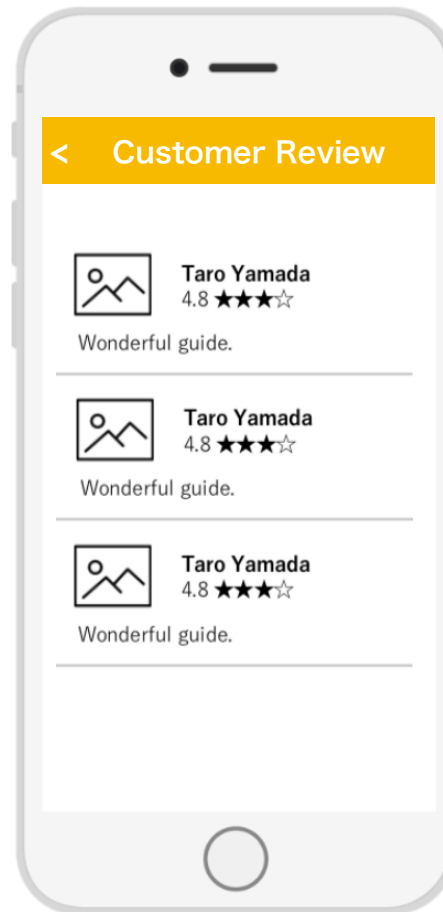 < Customer Review
Taro Yamada
4.8 ★★★☆
Wonderful guide.
Taro Yamada
4.8 ★★★☆
Wonderful guide.
Taro Yamada
4.8 ★★★☆
Wonderful guide.